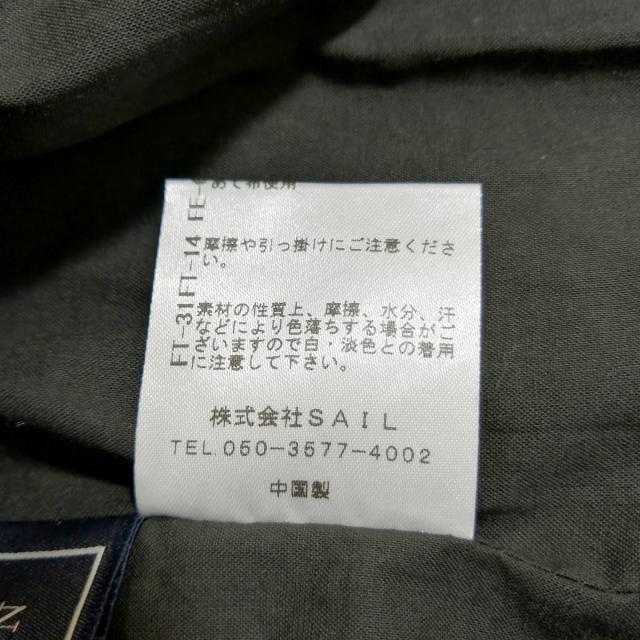 あて布使用
摩擦や引っ掛けにご注意くださ
い。
素材の性質上、摩擦、水分、汗
などにより色落ちする場合がご
ざいますので白・淡色との着用
に注意して下さい。
株式会社SAIL
TEL.050-3577-4002
中国製
FT-31FT-14
N